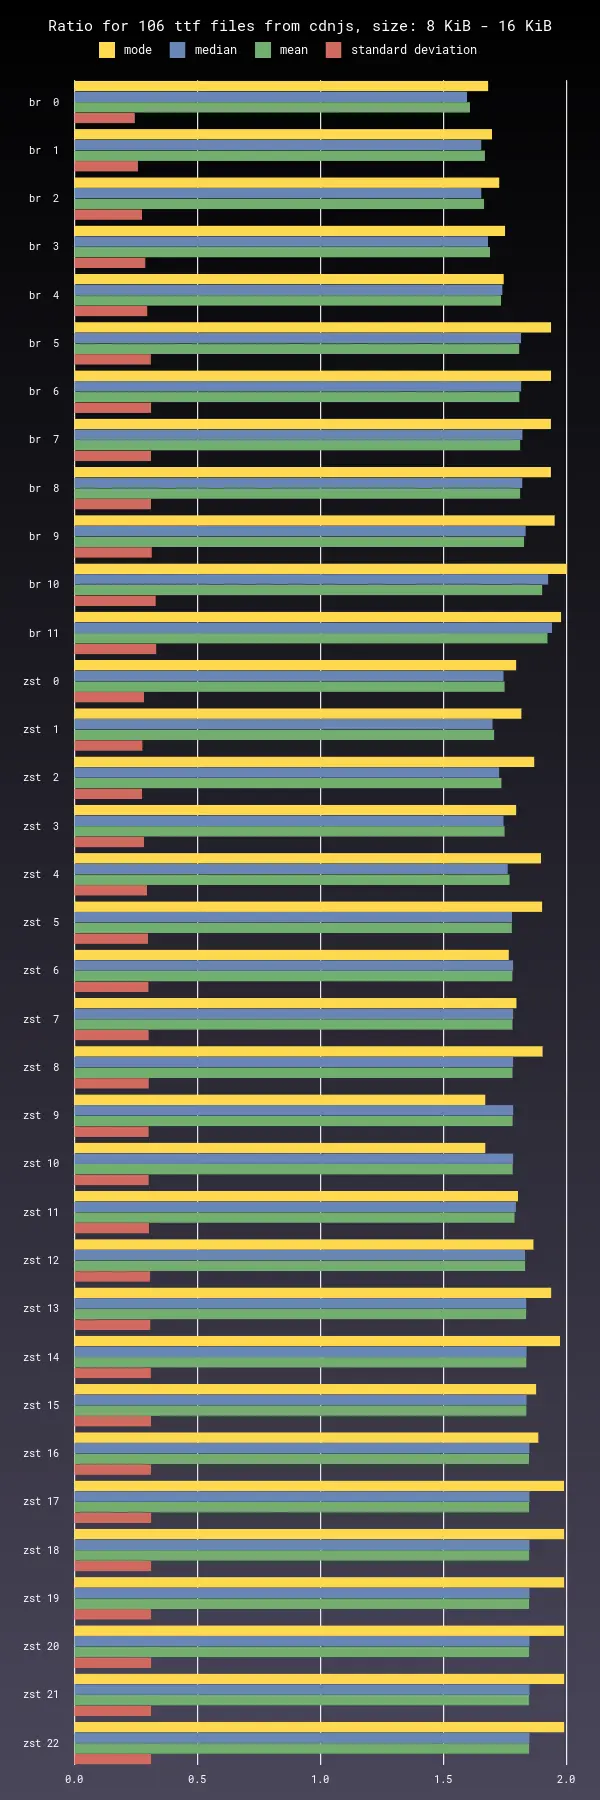 Ratio for 106 ttf files from cdnjs, size: 8 KiB - 16 KiB
mode median mean standard deviation
br 0
br 1
br 2
br 3
br 4
br 5
br 6
br 7
br 8
br 9
br 10
br 11
zst 0
zst 1
zst 2
zst 3
zst 4
zst 5
zst 6
zst 7
zst 8
zst 9
zst 10
zst 11
zst 12
zst 13
zst 14
zst 15
zst 16
zst 17
zst 18
zst 19
zst 20
zst 21
zst 22
0.0 0.5 1.0 1.5 2.0